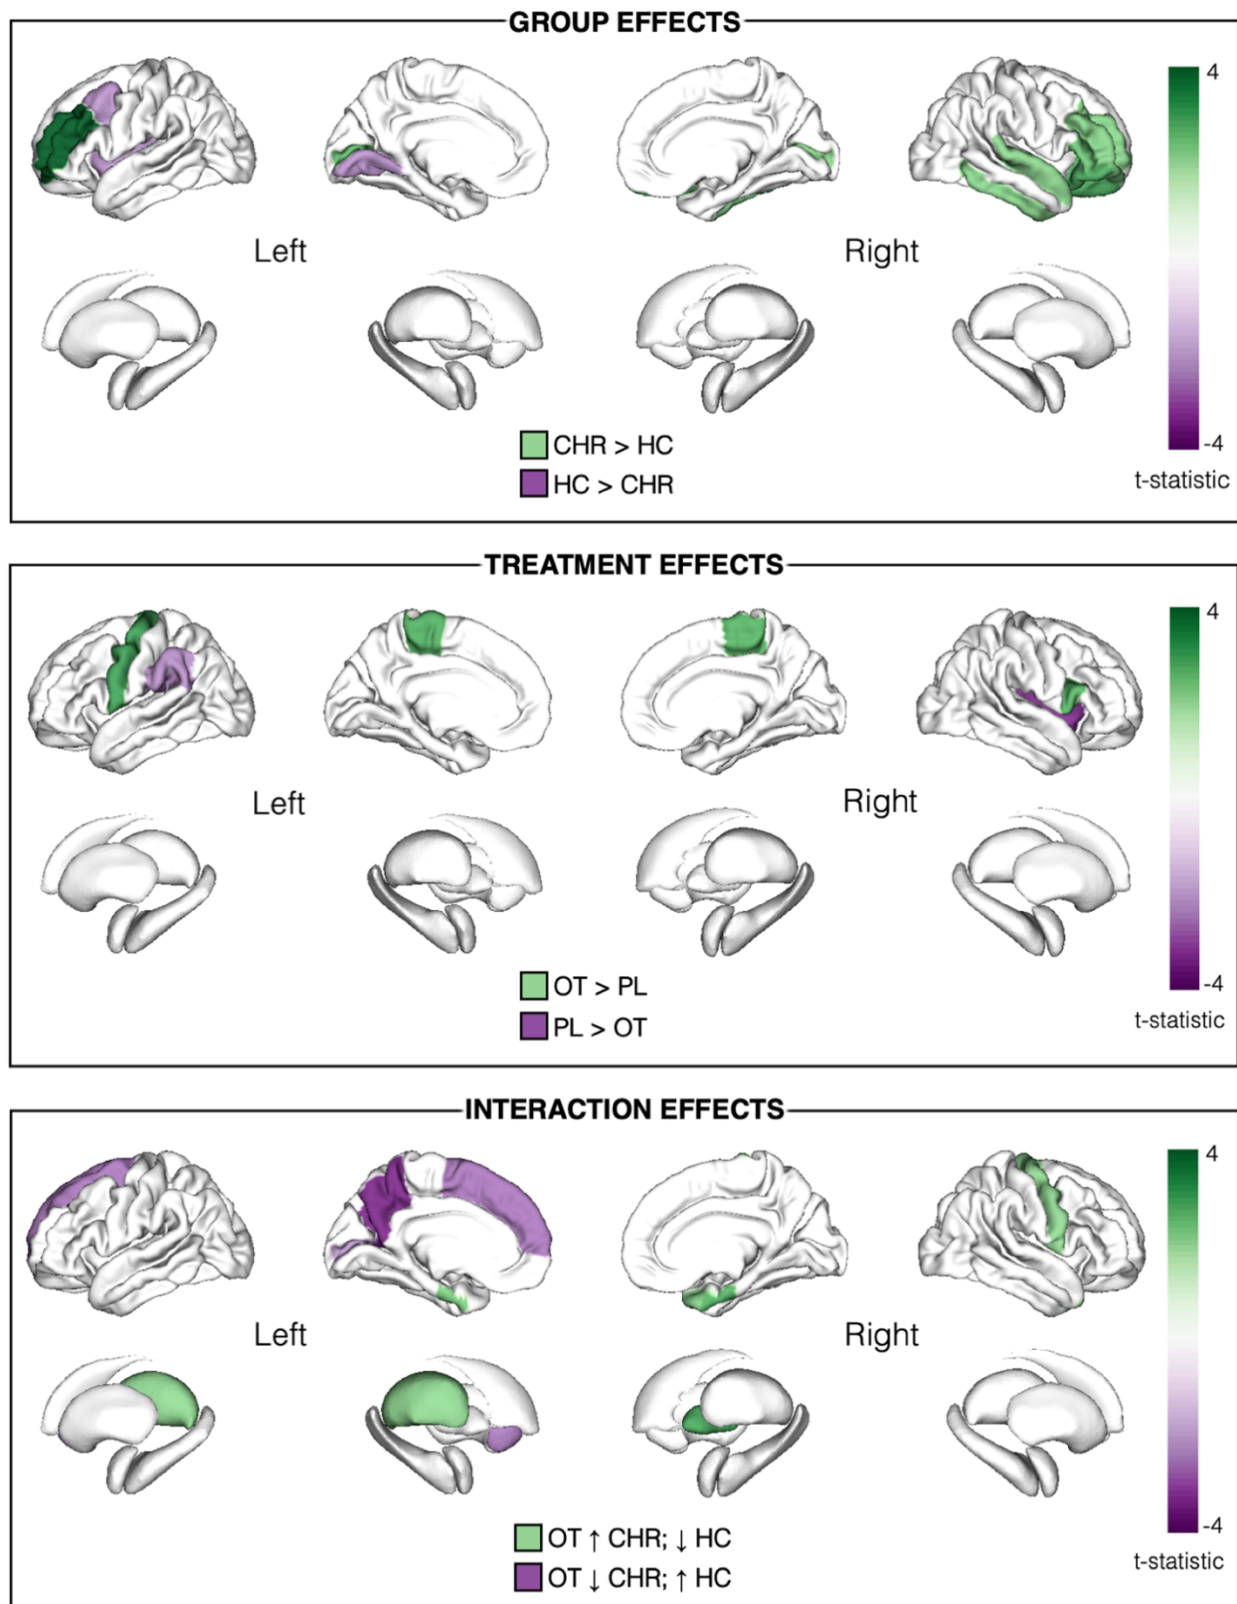 GROUP EFFECTS
4
Left
Right
-4
t-statistic
CHR > HC
HC > CHR
TREATMENT EFFECTS
4
Left
Right
-4
t-statistic
OT > PL
PL > OT
INTERACTION EFFECTS
4
Left
Right
-4
t-statistic
OT ↑ CHR; ↓ HC
OT ↓ CHR; ↑ HC